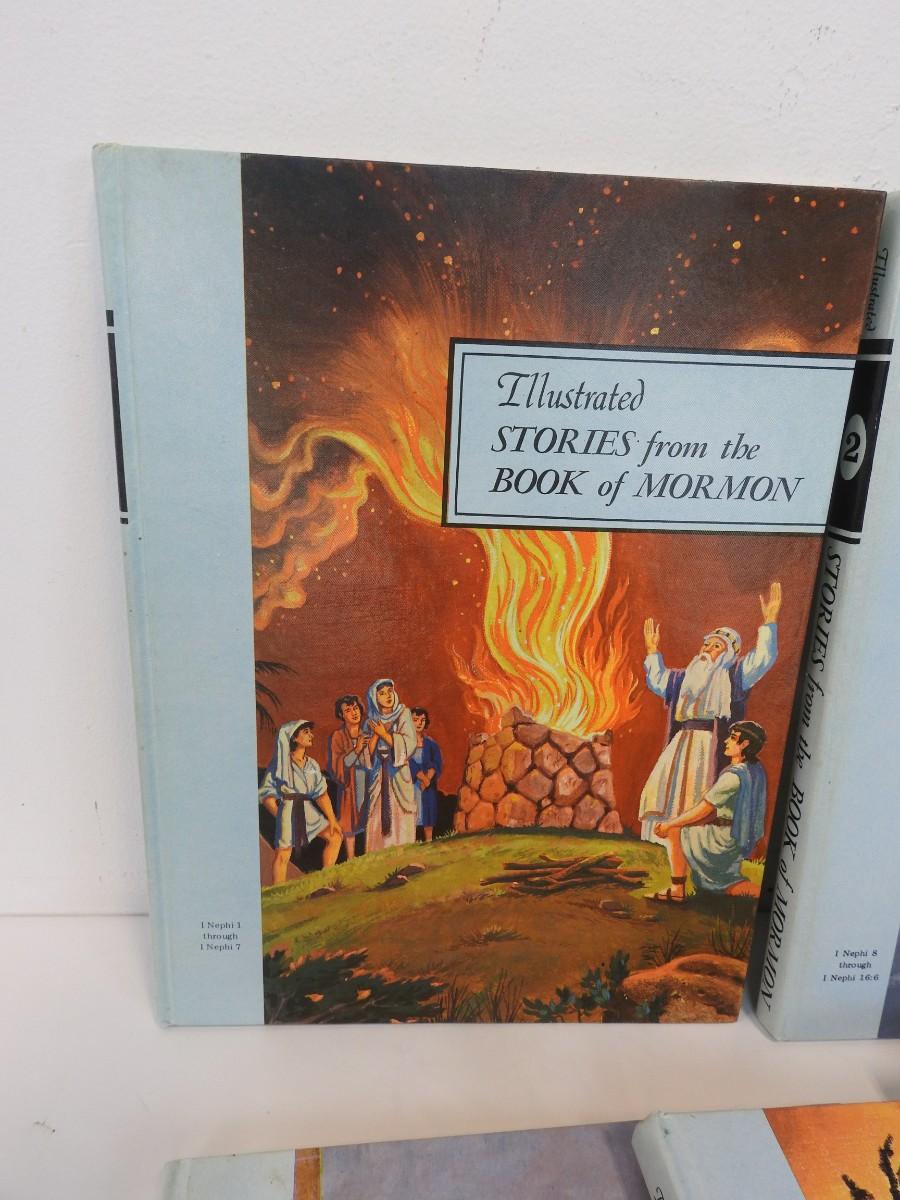 Illustrated
STORIES from the
BOOK of MORMON
I Nephi 1
through
I Nephi 7
Illustrated
2
STORIES from the BOOK of MORMON
I Nephi 8
through
I Nephi 16:6